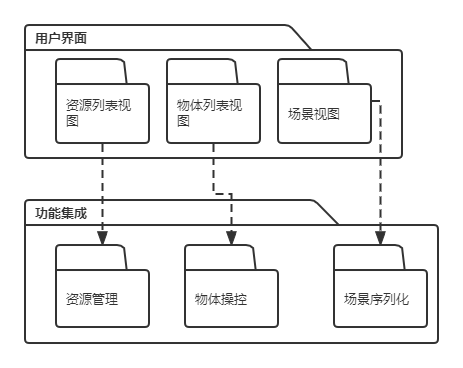 用户界面
资源列表视
图
物体列表视
图
场景视图
功能集成
资源管理
物体操控
场景序列化